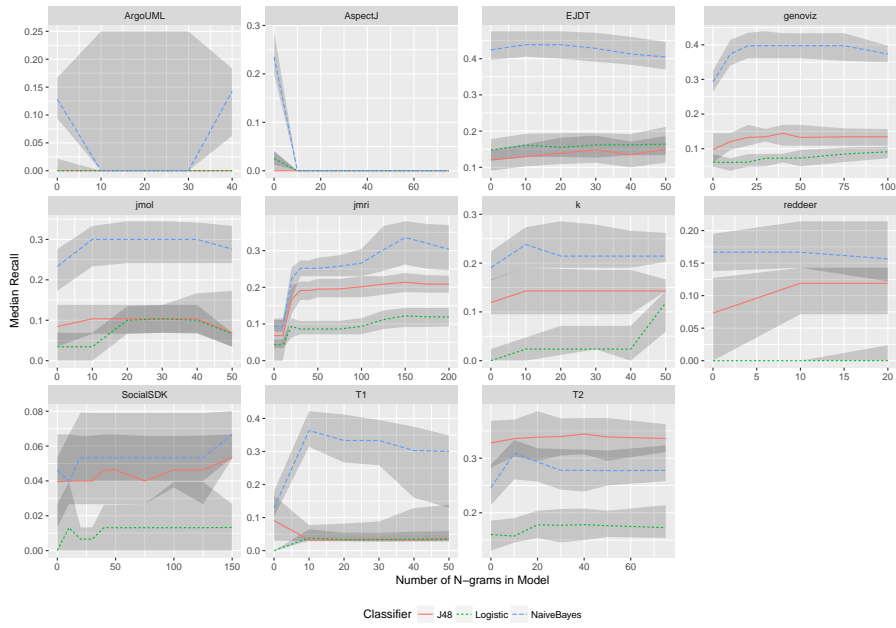 ArgoUML
AspectJ
EJDT
genoviz
0.25
0.20
0.15
0.10
0.05
0.00
0 10 20 30 40
0.3
0.2
0.1
0.0
0 20 40 60
0.4
0.3
0.2
0.1
0 10 20 30 40 50 60
0.4
0.3
0.2
0.1
0.0
0 25 50 75 100
jmol
jmri
k
reddeer
0.3
0.2
0.1
0.0
0 10 20 30 40 50
0.3
0.2
0.1
0.0
0 50 100 150 200
0.3
0.2
0.1
0.0
0 10 20 30 40 50
0.20
0.15
0.10
0.05
0.00
0 5 10 15 20
SocialSDK
T1
T2
0.08
0.06
0.04
0.02
0.00
0 50 100 150
0.4
0.3
0.2
0.1
0.0
0 10 20 30 40 50
0.3
0.2
0 20 40 60
Median Recall
Number of N−grams in Model
Classifier J48 Logistic NaiveBayes